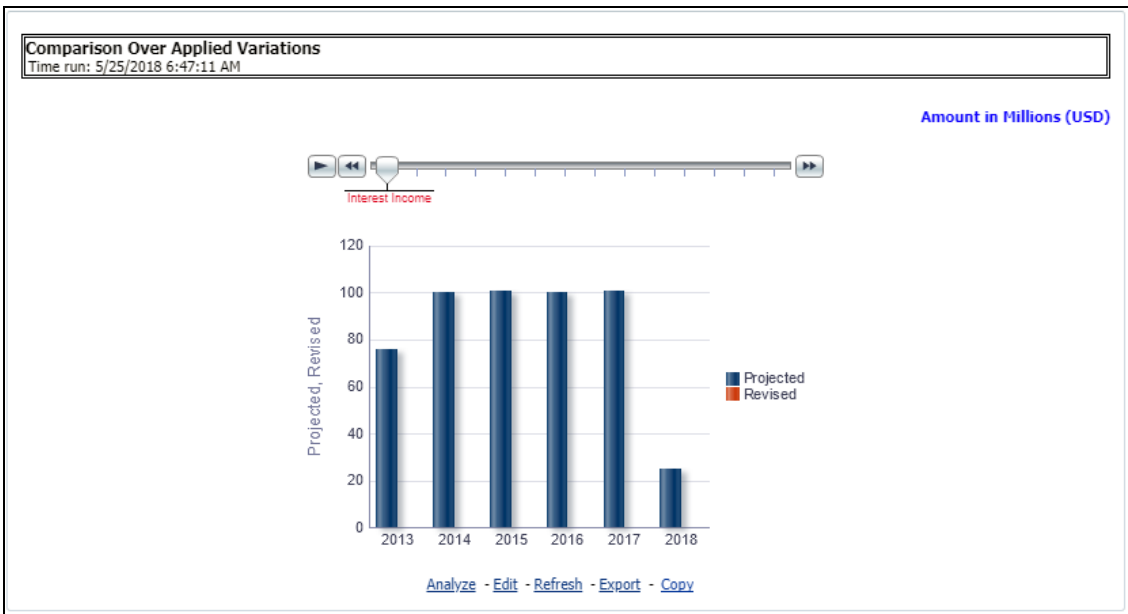 Comparison Over Applied Variations
Time run: 5/25/2018 6:47:11 AM
Amount in Millions (USD)
Interest Income
Projected, Revised
120
100
80
60
40
20
0
2013 2014 2015 2016 2017 2018
Projected
Revised
Analyze - Edit - Refresh - Export - Copy